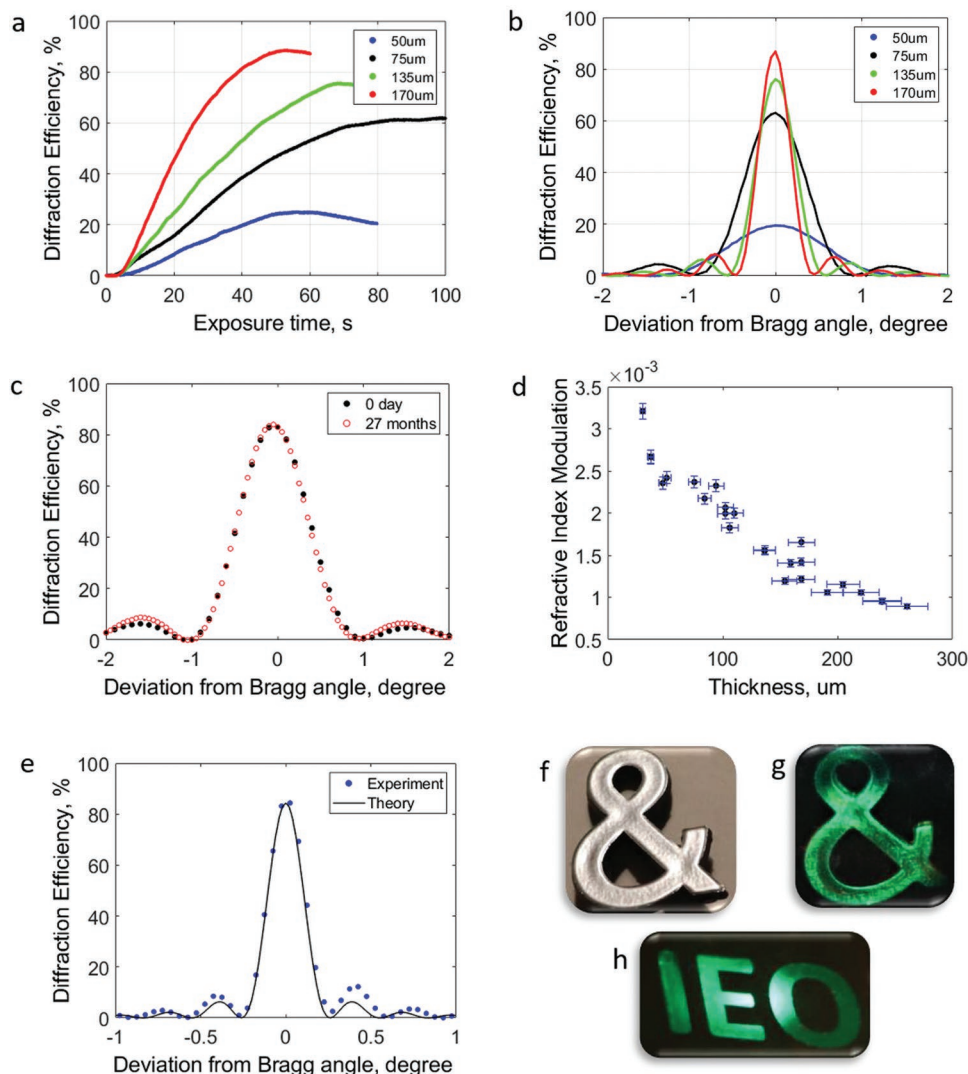 a
100
80
60
40
20
0
Diffraction Efficiency, %
50um
75um
135um
170um
0 20 40 60 80 100
Exposure time, s
b
100
80
60
40
20
0
Diffraction Efficiency, %
50um
75um
135um
170um
-2 -1 0 1 2
Deviation from Bragg angle, degree
c
100
80
60
40
20
0
Diffraction Efficiency, %
0 day
27 months
-2 -1 0 1 2
Deviation from Bragg angle, degree
d
×10⁻³
3.5
3
2.5
2
1.5
1
0.5
Refractive Index Modulation
0 100 200 300
Thickness, um
e
100
80
60
40
20
0
Diffraction Efficiency, %
Experiment
Theory
-1 -0.5 0 0.5 1
Deviation from Bragg angle, degree
f
&
g
&
h
IEO